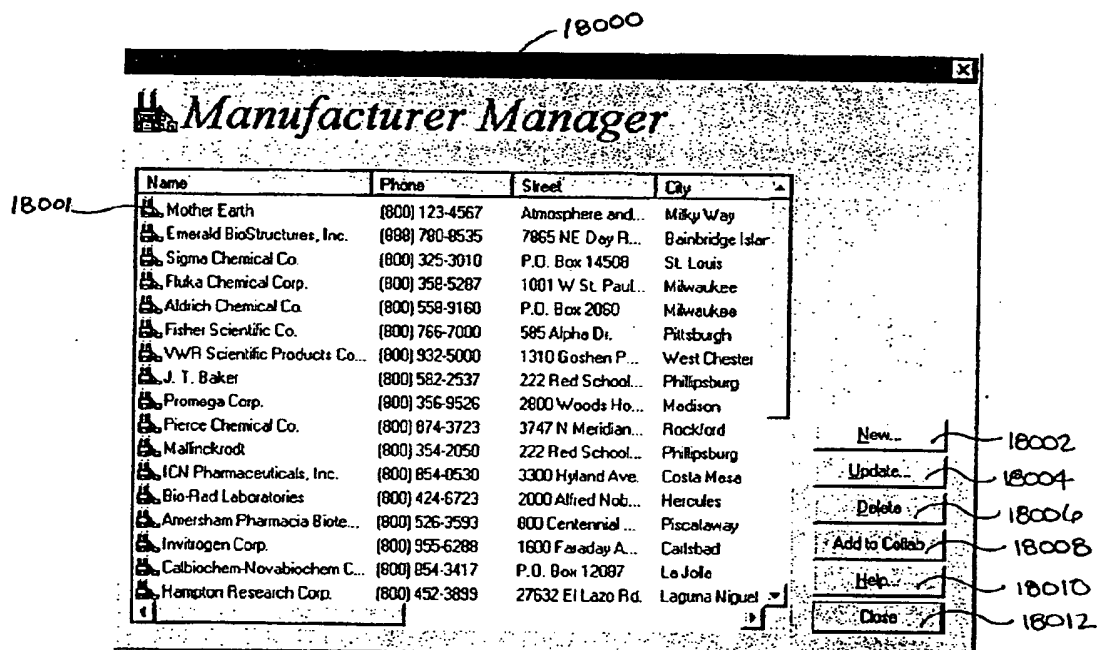 18000
Manufacturer Manager
Name Phone Street City
18001
Mother Earth (800) 123-4567 Atmosphere and... Milky Way
Emerald BioStructures, Inc. (888) 780-8535 7865 NE Day R... Bainbridge Islar
Sigma Chemical Co. (800) 325-3010 P.O. Box 14508 St. Louis
Fluka Chemical Corp. (800) 358-5287 1001 W St. Paul... Milwaukee
Aldrich Chemical Co. (800) 558-9160 P.O. Box 2060 Milwaukee
Fisher Scientific Co. (800) 766-7000 585 Alpha Dr. Pittsburgh
VWR Scientific Products Co... (800) 932-5000 1310 Goshen P... West Chester
J. T. Baker (800) 582-2537 222 Red School... Phillipsburg
Promega Corp. (800) 356-9526 2800 Woods Ho... Madison
Pierce Chemical Co. (800) 874-3723 3747 N Meridian... Rockford
Mallinckrodt (800) 354-2050 222 Red School... Phillipsburg
ICN Pharmaceuticals, Inc. (800) 854-0530 3300 Hyland Ave. Costa Mesa
Bio-Rad Laboratories (800) 424-6723 2000 Alfred Nob... Hercules
Amersham Pharmacia Biote... (800) 526-3593 800 Centennial ... Piscataway
Invitrogen Corp. (800) 955-6288 1600 Faraday A... Carlsbad
Calbiochem-Novabiochem C... (800) 854-3417 P.O. Box 12087 La Jolla
Hampton Research Corp. (800) 452-3899 27632 El Lazo Rd. Laguna Niguel
New... 18002
Update... 18004
Delete 18006
Add to Collab 18008
Help... 18010
Close 18012